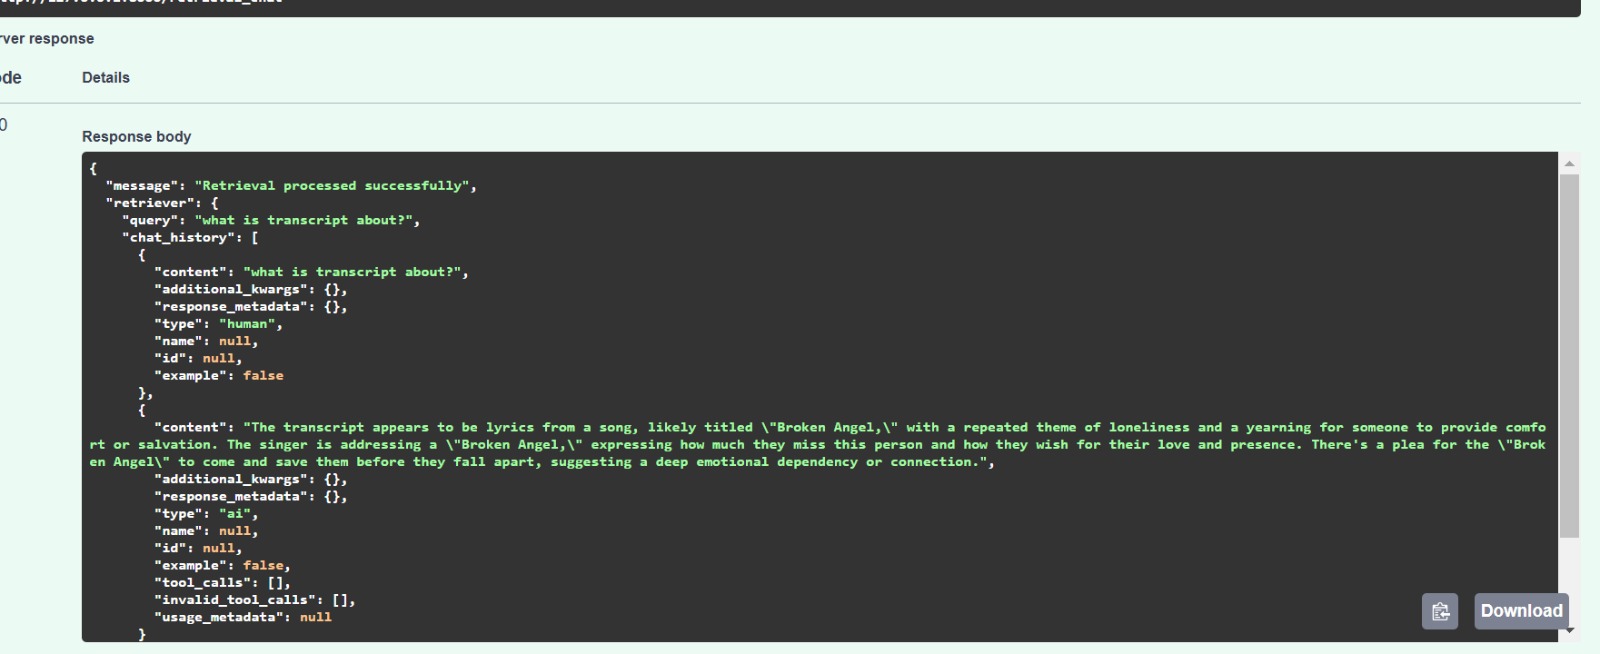 rver response
ode
Details
0
Response body
{
  "message": "Retrieval processed successfully",
  "retriever": {
    "query": "what is transcript about?",
    "chat_history": [
      {
        "content": "what is transcript about?",
        "additional_kwargs": {},
        "response_metadata": {},
        "type": "human",
        "name": null,
        "id": null,
        "example": false
      },
      {
        "content": "The transcript appears to be lyrics from a song, likely titled \"Broken Angel,\" with a repeated theme of loneliness and a yearning for someone to provide comfo
rt or salvation. The singer is addressing a \"Broken Angel,\" expressing how much they miss this person and how they wish for their love and presence. There's a plea for the \"Brok
en Angel\" to come and save them before they fall apart, suggesting a deep emotional dependency or connection.",
        "additional_kwargs": {},
        "response_metadata": {},
        "type": "ai",
        "name": null,
        "id": null,
        "example": false,
        "tool_calls": [],
        "invalid_tool_calls": [],
        "usage_metadata": null
      }
Download